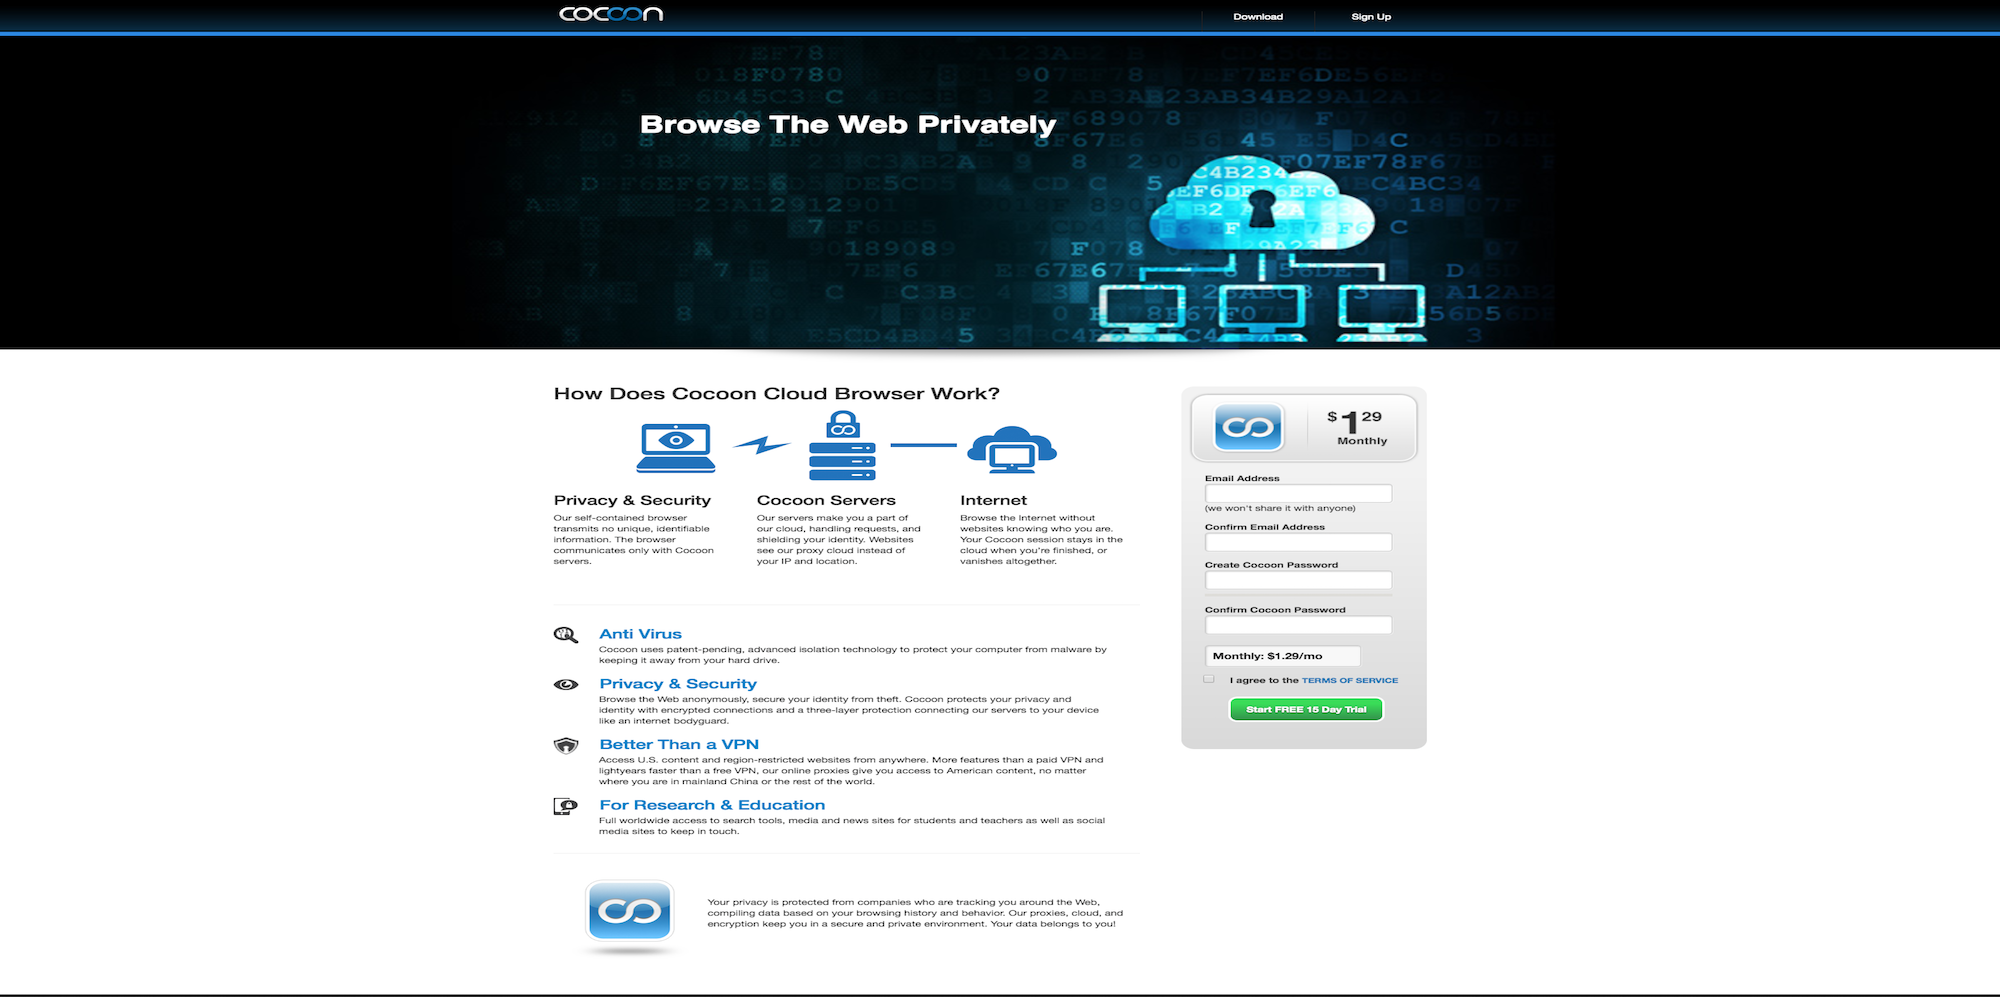 cocoon
Download
Sign Up
Browse The Web Privately
How Does Cocoon Cloud Browser Work?
Privacy & Security
Our self-contained browser
transmits no unique, identifiable
information. The browser
communicates only with Cocoon
servers.
Cocoon Servers
Our servers make you a part of
our cloud, handling requests, and
shielding your identity. Websites
see our proxy cloud instead of
your IP and location.
Internet
Browse the Internet without
websites knowing who you are.
Your Cocoon session stays in the
cloud when you're finished, or
vanishes altogether.
Anti Virus
Cocoon uses patent-pending, advanced isolation technology to protect your computer from malware by
keeping it away from your hard drive.
Privacy & Security
Browse the Web anonymously, secure your identity from theft. Cocoon protects your privacy and
identity with encrypted connections and a three-layer protection connecting our servers to your device
like an internet bodyguard.
Better Than a VPN
Access U.S. content and region-restricted websites from anywhere. More features than a paid VPN and
lightyears faster than a free VPN, our online proxies give you access to American content, no matter
where you are in mainland China or the rest of the world.
For Research & Education
Full worldwide access to search tools, media and news sites for students and teachers as well as social
media sites to keep in touch.
Your privacy is protected from companies who are tracking you around the Web,
compiling data based on your browsing history and behavior. Our proxies, cloud, and
encryption keep you in a secure and private environment. Your data belongs to you!
$1 29
Monthly
Email Address
(we won't share it with anyone)
Confirm Email Address
Create Cocoon Password
Confirm Cocoon Password
Monthly: $1.29/mo
I agree to the TERMS OF SERVICE
Start FREE 15 Day Trial